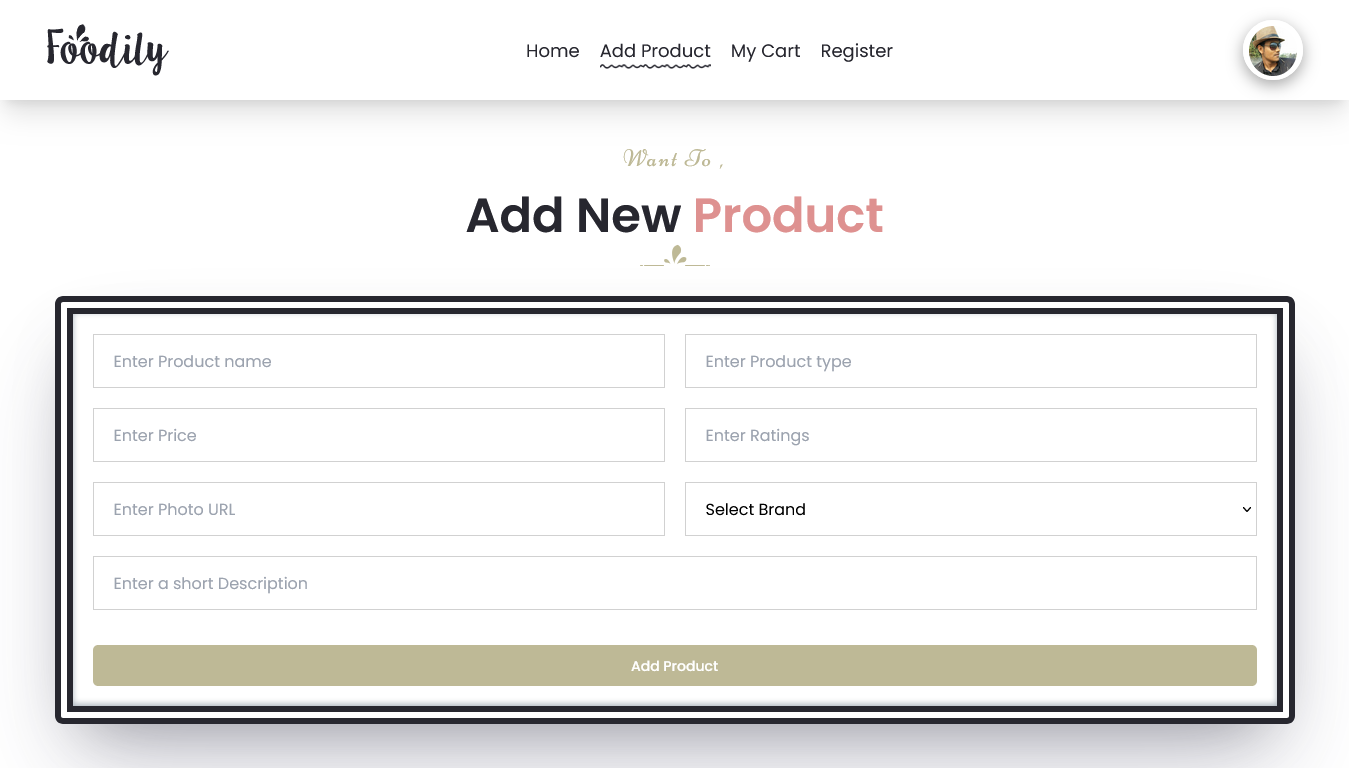 Foodily
Home Add Product My Cart Register
Want To ,
Add New Product
Enter Product name
Enter Product type
Enter Price
Enter Ratings
Enter Photo URL
Select Brand
Enter a short Description
Add Product